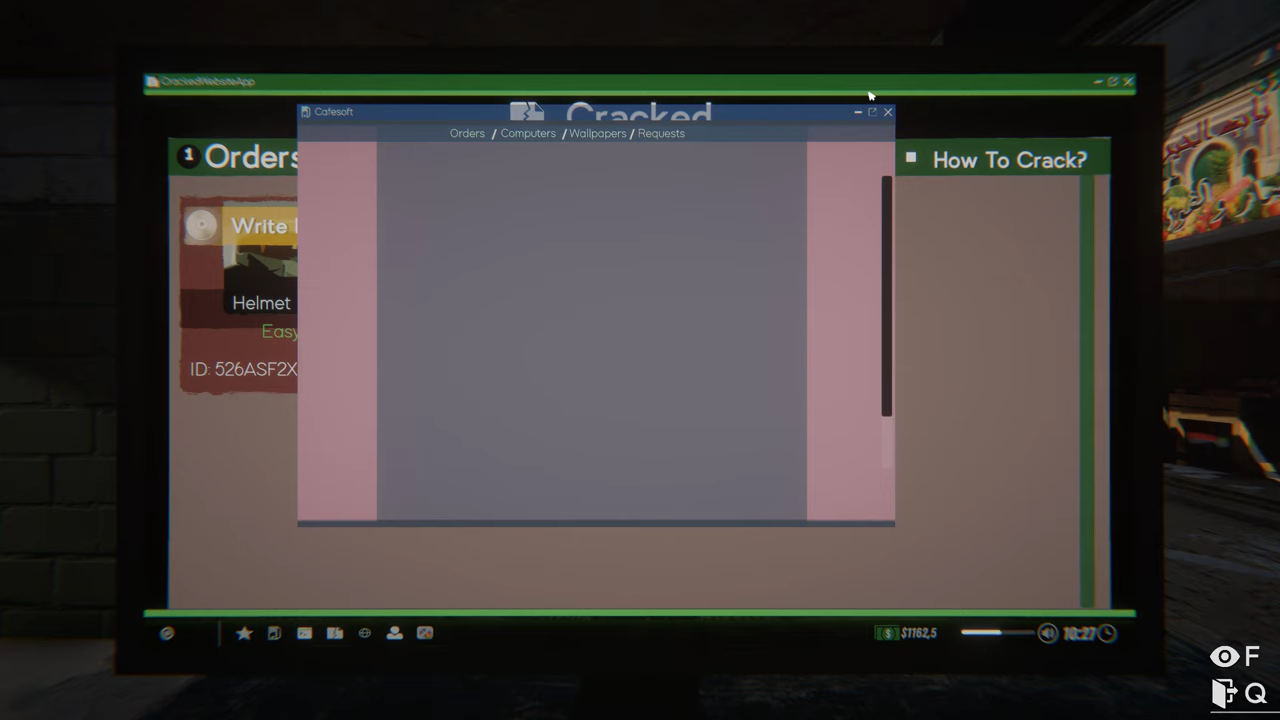 CrackedWebsiteApp
Cafesoft
Cracked
Orders / Computers / Wallpapers / Requests
1 Orders
How To Crack?
Write
Helmet
Easy
ID: 526ASF2X
$1162,5
10:27
F
Q